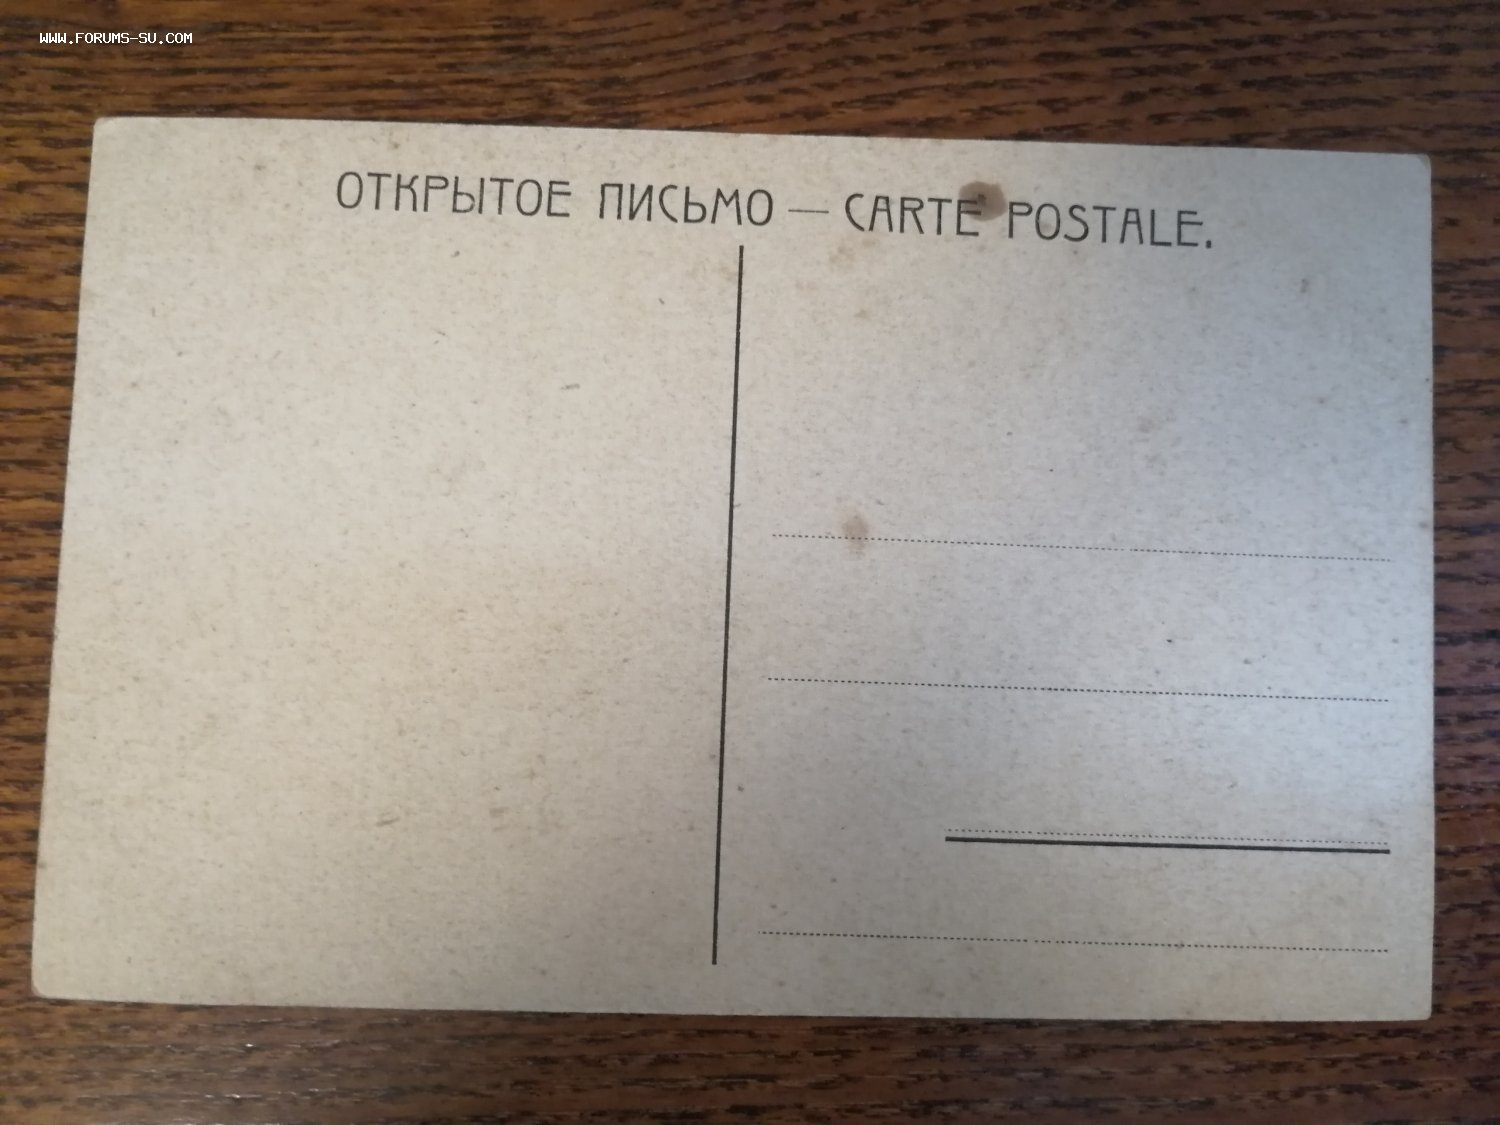 WWW.FORUMS-SU.COM
ОТКРЫТОЕ ПИСЬМО — CARTE POSTALE.